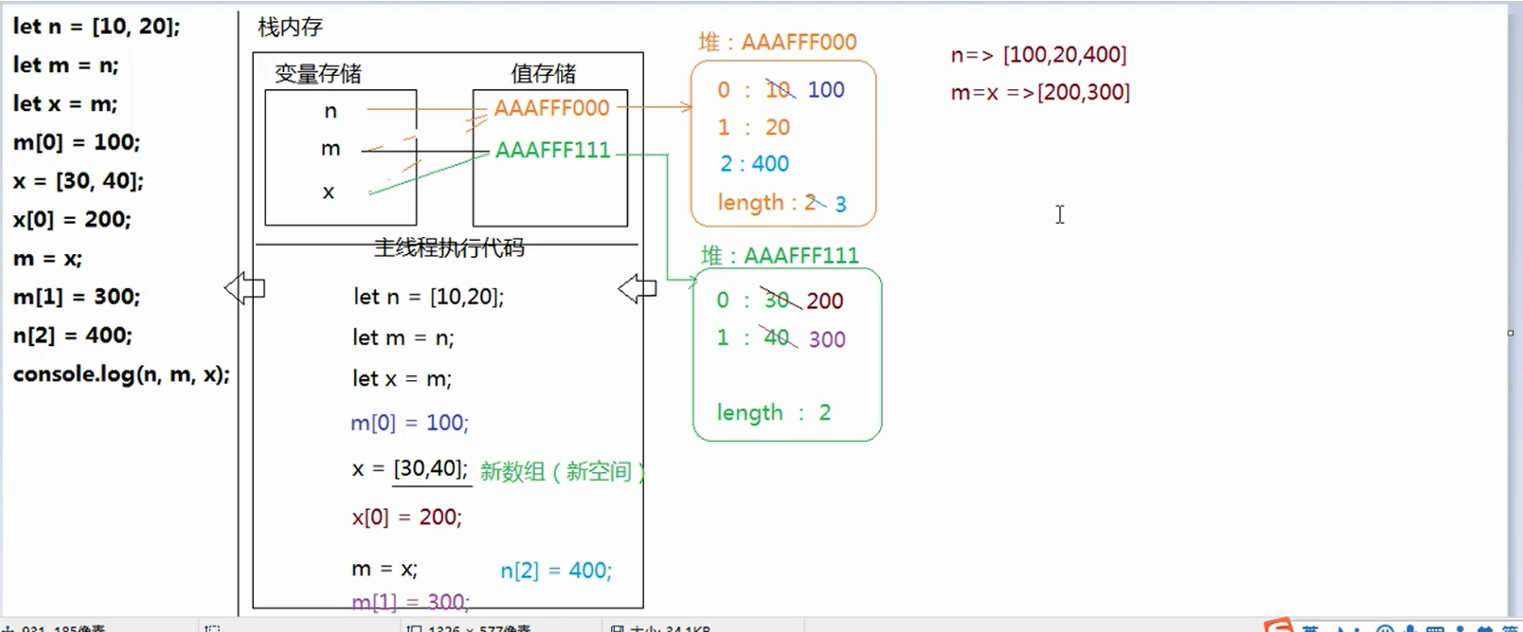 let n = [10, 20];
let m = n;
let x = m;
m[0] = 100;
x = [30, 40];
x[0] = 200;
m = x;
m[1] = 300;
n[2] = 400;
console.log(n, m, x);
栈内存
变量存储
值存储
n
m
x
AAAFFF000
AAAFFF111
主线程执行代码
let n = [10,20];
let m = n;
let x = m;
m[0] = 100;
x = [30,40]; 新数组（新空间）
x[0] = 200;
m = x; n[2] = 400;
m[1] = 300;
堆：AAAFFF000
0 : 10 100
1 : 20
2 : 400
length : 2 3
堆：AAAFFF111
0 : 30 200
1 : 40 300
length : 2
n=> [100,20,400]
m=x =>[200,300]
931, 185像素
1326 × 577像素
大小: 34.1KB
英
简